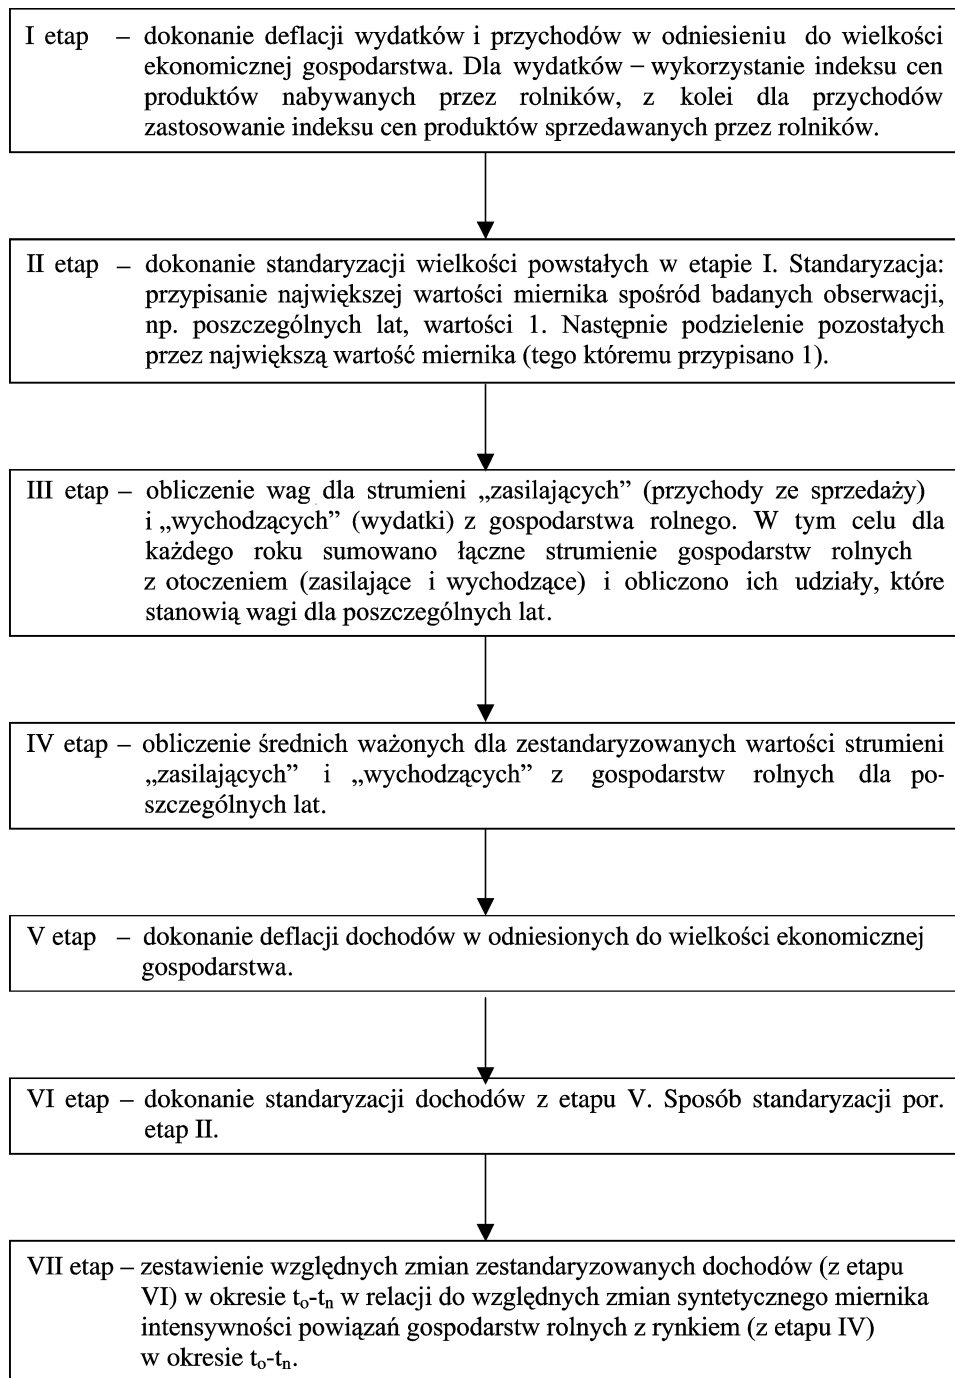 I etap – dokonanie deflacji wydatków i przychodów w odniesieniu do wielkości
ekonomicznej gospodarstwa. Dla wydatków – wykorzystanie indeksu cen
produktów nabywanych przez rolników, z kolei dla przychodów
zastosowanie indeksu cen produktów sprzedawanych przez rolników.
II etap – dokonanie standaryzacji wielkości powstałych w etapie I. Standaryzacja:
przypisanie największej wartości miernika spośród badanych obserwacji,
np. poszczególnych lat, wartości 1. Następnie podzielenie pozostałych
przez największą wartość miernika (tego któremu przypisano 1).
III etap – obliczenie wag dla strumieni „zasilających” (przychody ze sprzedaży)
i „wychodzących” (wydatki) z gospodarstwa rolnego. W tym celu dla
każdego roku sumowano łączne strumienie gospodarstw rolnych
z otoczeniem (zasilające i wychodzące) i obliczono ich udziały, które
stanowią wagi dla poszczególnych lat.
IV etap – obliczenie średnich ważonych dla zestandaryzowanych wartości strumieni
„zasilających” i „wychodzących” z gospodarstw rolnych dla po-
szczególnych lat.
V etap – dokonanie deflacji dochodów w odniesionych do wielkości ekonomicznej
gospodarstwa.
VI etap – dokonanie standaryzacji dochodów z etapu V. Sposób standaryzacji por.
etap II.
VII etap – zestawienie względnych zmian zestandaryzowanych dochodów (z etapu
VI) w okresie to-tn w relacji do względnych zmian syntetycznego miernika
intensywności powiązań gospodarstw rolnych z rynkiem (z etapu IV)
w okresie to-tn.